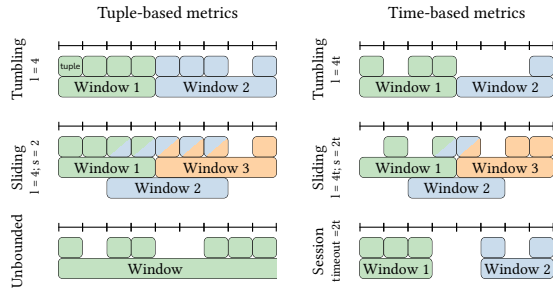 Tuple-based metrics
Time-based metrics
Tumbling
l = 4
tuple
Window 1
Window 2
Tumbling
l = 4t
Window 1
Window 2
Sliding
l = 4; s = 2
Window 1
Window 3
Window 2
Sliding
l = 4t; s = 2t
Window 1
Window 3
Window 2
Unbounded
Window
Session
timeout =2t
Window 1
Window 2